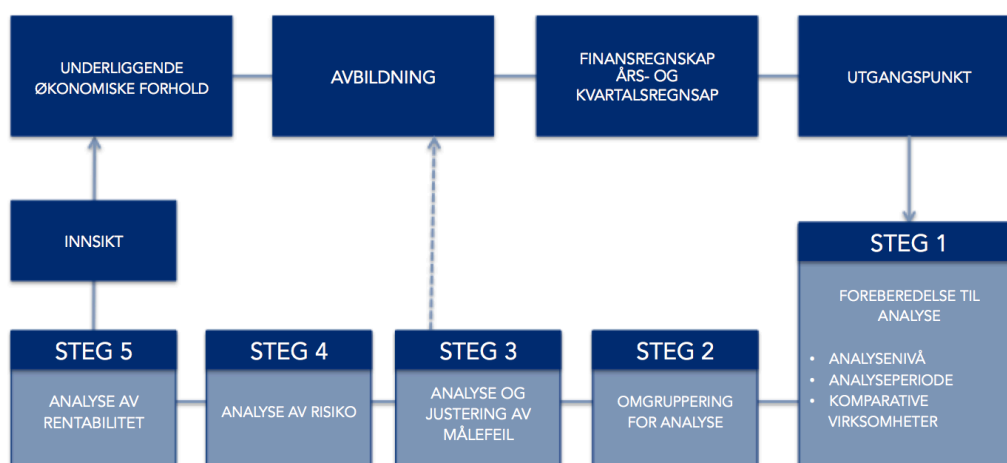 UNDERLIGGENDE
ØKONOMISKE FORHOLD
AVBILDNING
FINANSREGNSKAP
ÅRS- OG
KVARTALSREGNSAP
UTGANGSPUNKT
INNSIKT
STEG 1
FOREBEREDELSE TIL
ANALYSE
• ANALYSENIVÅ
• ANALYSEPERIODE
• KOMPARATIVE
VIRKSOMHETER
STEG 5
ANALYSE AV
RENTABILITET
STEG 4
ANALYSE AV RISIKO
STEG 3
ANALYSE OG
JUSTERING AV
MÅLEFEIL
STEG 2
OMGRUPPERING
FOR ANALYSE